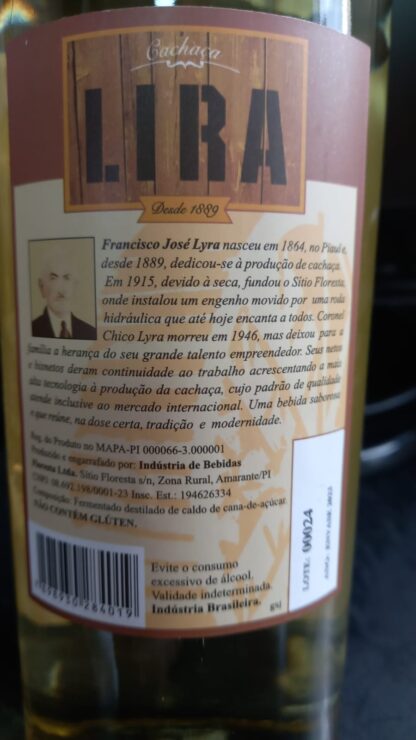 Cachaça
LIRA
Desde 1889
Francisco José Lyra nasceu em 1864, no Piauí e,
desde 1889, dedicou-se à produção de cachaça.
Em 1915, devido à seca, fundou o Sítio Floresta,
onde instalou um engenho movido por uma roda
hidráulica que até hoje encanta a todos. Coronel
Chico Lyra morreu em 1946, mas deixou para a
família a herança do seu grande talento empreendedor. Seus netos
e bisnetos deram continuidade ao trabalho acrescentando a mais
alta tecnologia à produção da cachaça, cujo padrão de qualidade
atende inclusive ao mercado internacional. Uma bebida saborosa
e que reúne, na dose certa, tradição e modernidade.
Reg. do Produto no MAPA-PI 000066-3.000001
Produzido e engarrafado por: Indústria de Bebidas
Floresta Ltda. Sítio Floresta s/n, Zona Rural, Amarante/PI
CNPJ 08.692.198/0001-23 Insc. Est.: 194626334
Composição: Fermentado destilado de caldo de cana-de-açúcar.
NÃO CONTÉM GLÚTEN.
Evite o consumo
excessivo de álcool.
Validade indeterminada.
Indústria Brasileira.
LOTE: 00024